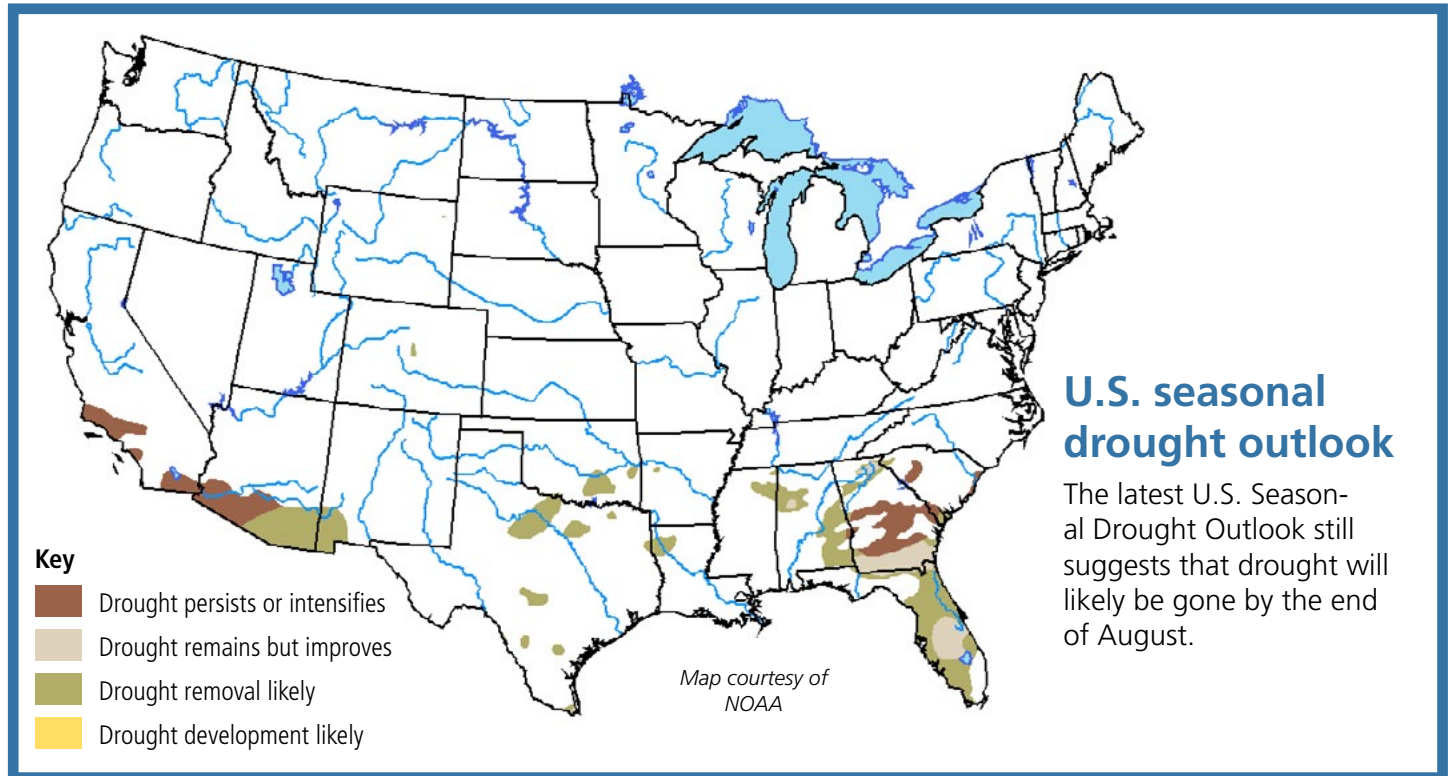 U.S. seasonal
drought outlook
The latest U.S. Season-
al Drought Outlook still
suggests that drought will
likely be gone by the end
of August.
Key
Drought persists or intensifies
Drought remains but improves
Drought removal likely
Drought development likely
Map courtesy of
NOAA